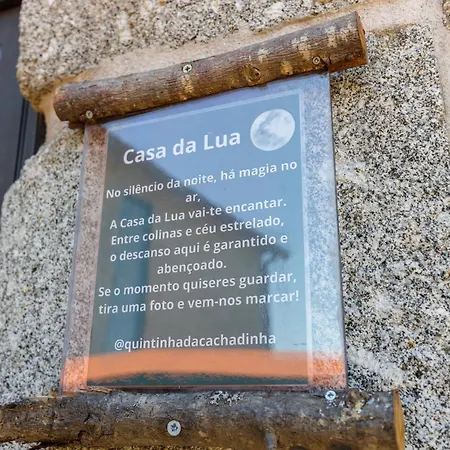 Casa da Lua
No silêncio da noite, há magia no
ar,
A Casa da Lua vai-te encantar.
Entre colinas e céu estrelado,
o descanso aqui é garantido e
abençoado.
Se o momento quiseres guardar,
tira uma foto e vem-nos marcar!
@quintinhadacachadinha